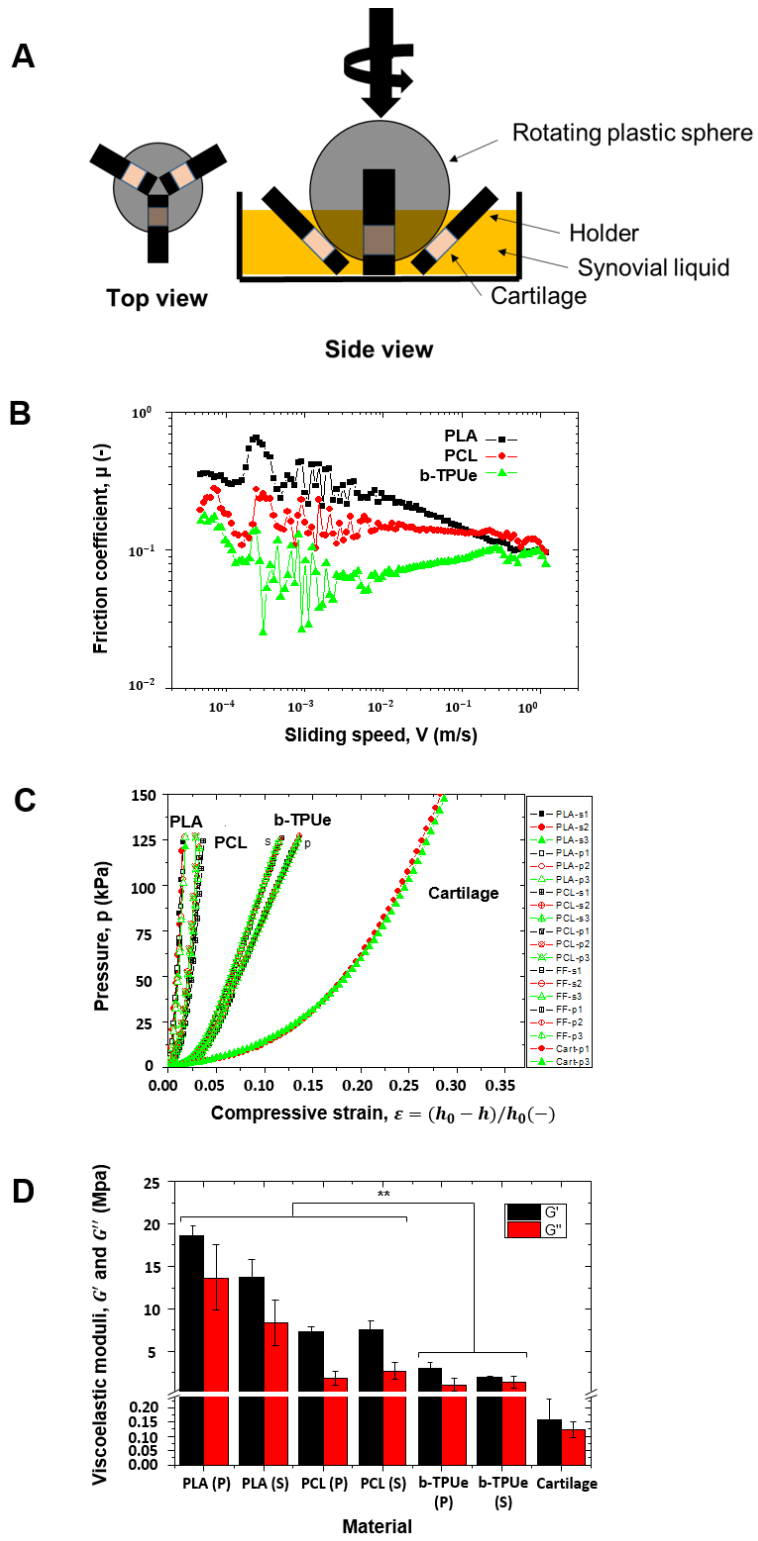 A
Rotating plastic sphere
Holder
Synovial liquid
Cartilage
Top view
Side view
B
Friction coefficient, μ (-)
10⁰
10⁻¹
10⁻²
PLA
PCL
b-TPUe
10⁻⁴
10⁻³
10⁻²
10⁻¹
10⁰
Sliding speed, V (m/s)
C
Pressure, p (kPa)
150
125
100
75
50
25
0
PLA
PCL
b-TPUe
s
p
Cartilage
0.00
0.05
0.10
0.15
0.20
0.25
0.30
0.35
Compressive strain, ε = (h₀ − h)/h₀(−)
PLA-s1
PLA-s2
PLA-s3
PLA-p1
PLA-p2
PLA-p3
PCL-s1
PCL-s2
PCL-s3
PCL-p1
PCL-p2
PCL-p3
FF-s1
FF-s2
FF-s3
FF-p1
FF-p2
FF-p3
Cart-p1
Cart-p3
D
Viscoelastic moduli, G′ and G′′ (Mpa)
25
20
15
10
5
0.20
0.15
0.10
0.05
0.00
**
G'
G"
PLA (P)
PLA (S)
PCL (P)
PCL (S)
b-TPUe
(P)
b-TPUe
(S)
Cartilage
Material